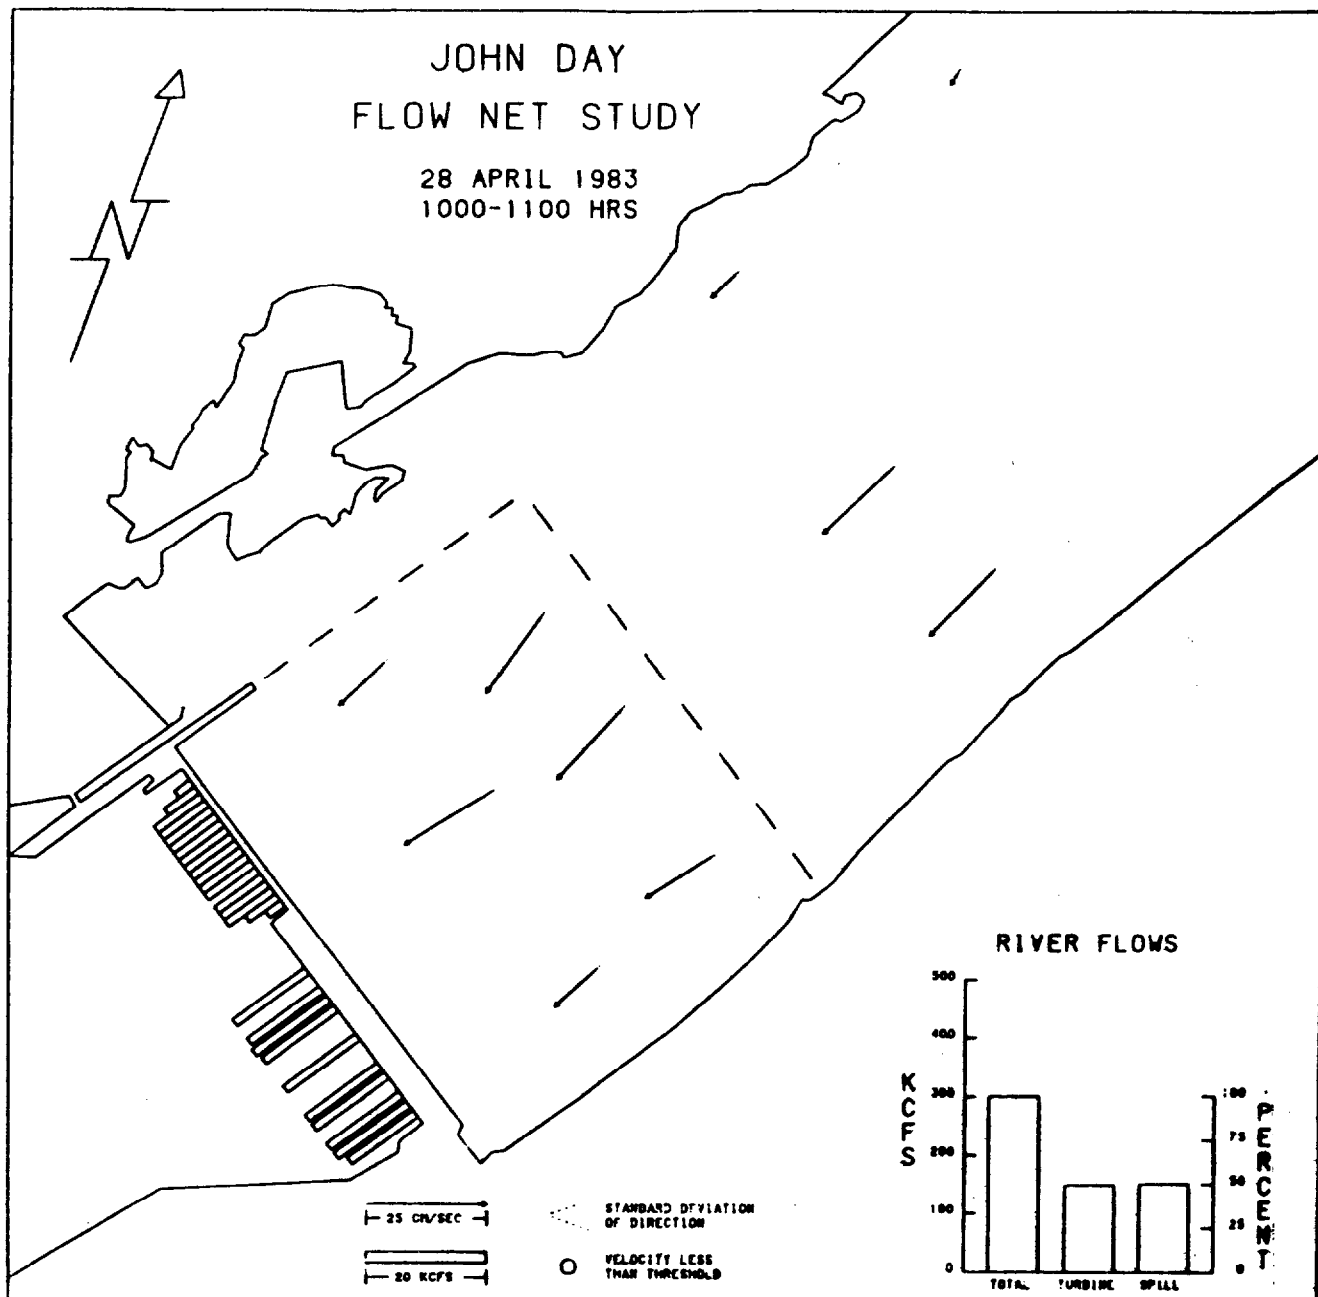 JOHN DAY
FLOW NET STUDY
28 APRIL 1983
1000-1100 HRS
N
RIVER FLOWS
500
400
300
200
100
0
KCFS
100
75
50
25
0
PERCENT
TOTAL TURBINE SPILL
25 CM/SEC
20 KCFS
STANDARD DEVIATION
OF DIRECTION
VELOCITY LESS
THAN THRESHOLD